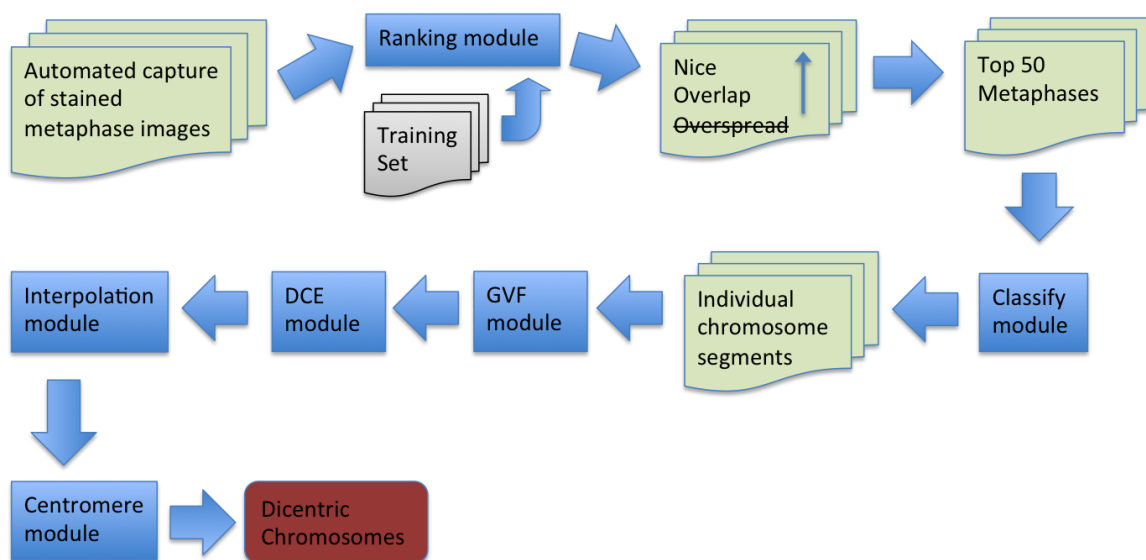 Automated capture
of stained
metaphase images
Ranking module
Training
Set
Nice
Overlap
Overspread
Top 50
Metaphases
Classify
module
Individual
chromosome
segments
GVF
module
DCE
module
Interpolation
module
Centromere
module
Dicentric
Chromosomes